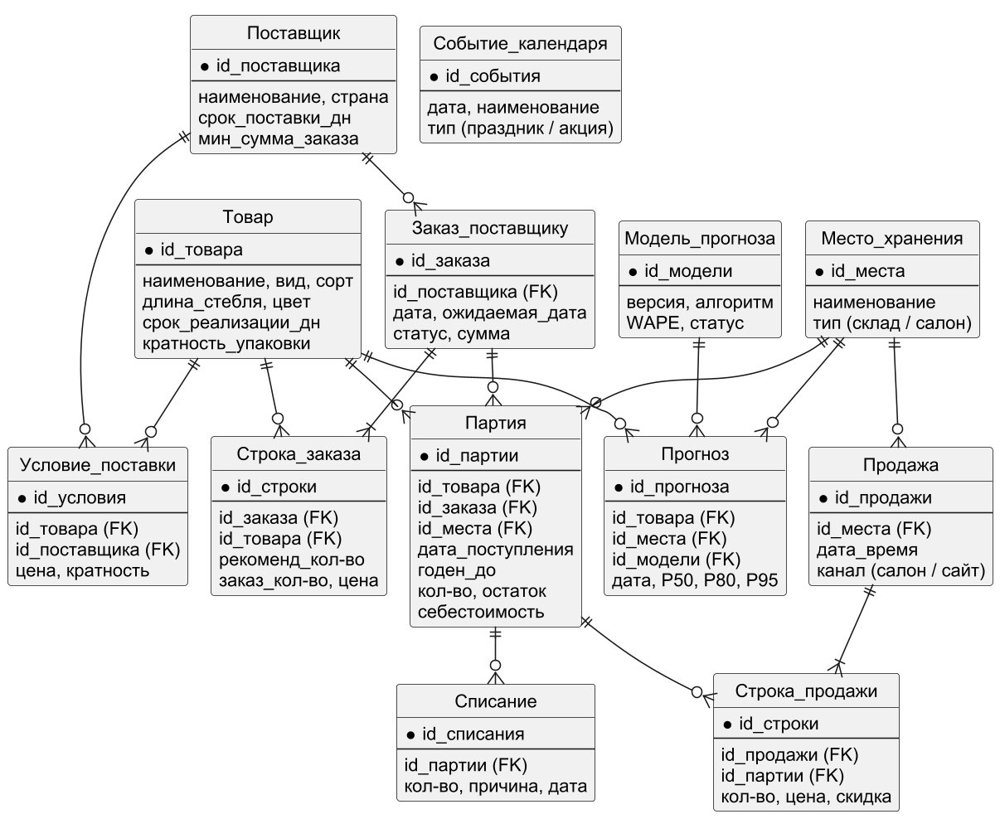 Поставщик
id_поставщика
наименование, страна
срок_поставки_дн
мин_сумма_заказа
Событие_календаря
id_события
дата, наименование
тип (праздник / акция)
Товар
id_товара
наименование, вид, сорт
длина_стебля, цвет
срок_реализации_дн
кратность_упаковки
Заказ_поставщику
id_заказа
id_поставщика (FK)
дата, ожидаемая_дата
статус, сумма
Модель_прогноза
id_модели
версия, алгоритм
WAPE, статус
Место_хранения
id_места
наименование
тип (склад / салон)
Условие_поставки
id_условия
id_товара (FK)
id_поставщика (FK)
цена, кратность
Строка_заказа
id_строки
id_заказа (FK)
id_товара (FK)
рекоменд_кол-во
заказ_кол-во, цена
Партия
id_партии
id_товара (FK)
id_заказа (FK)
id_места (FK)
дата_поступления
годен_до
кол-во, остаток
себестоимость
Прогноз
id_прогноза
id_товара (FK)
id_места (FK)
id_модели (FK)
дата, P50, P80, P95
Продажа
id_продажи
id_места (FK)
дата_время
канал (салон / сайт)
Списание
id_списания
id_партии (FK)
кол-во, причина, дата
Строка_продажи
id_строки
id_продажи (FK)
id_партии (FK)
кол-во, цена, скидка